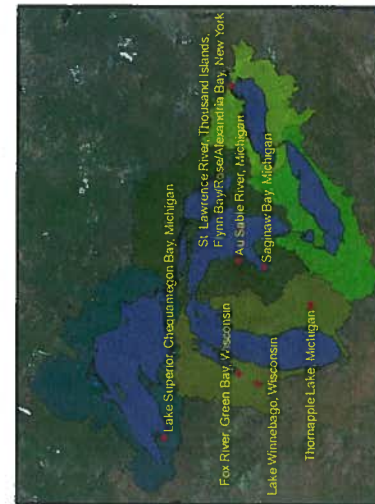 Lake Superior, Chequamegon Bay, Michigan
St. Lawrence River, Thousand Islands,
Flynn Bay/Rose/Alexandria Bay, New York
Au Sable River, Michigan
Saginaw Bay, Michigan
Fox River, Green Bay, Wisconsin
Lake Winnebago, Wisconsin
Thornapple Lake, Michigan